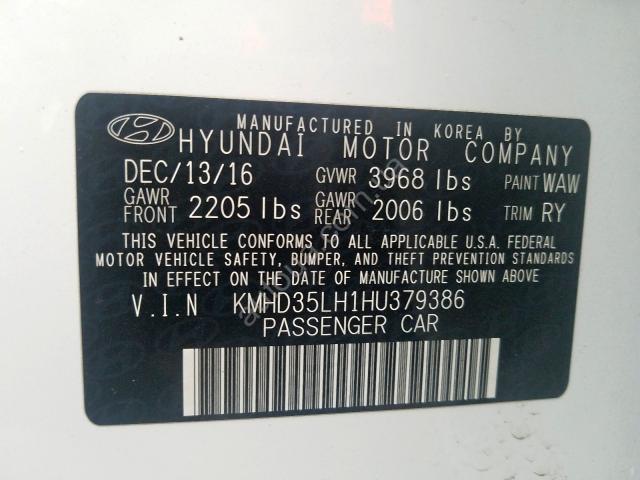 MANUFACTURED IN KOREA BY
HYUNDAI MOTOR COMPANY
DEC/13/16 GVWR 3968 lbs PAINT WAW
GAWR FRONT 2205 lbs GAWR REAR 2006 lbs TRIM RY
THIS VEHICLE CONFORMS TO ALL APPLICABLE U.S.A. FEDERAL
MOTOR VEHICLE SAFETY, BUMPER, AND THEFT PREVENTION STANDARDS
IN EFFECT ON THE DATE OF MANUFACTURE SHOWN ABOVE.
V.I.N KMHD35LH1HU379386
PASSENGER CAR